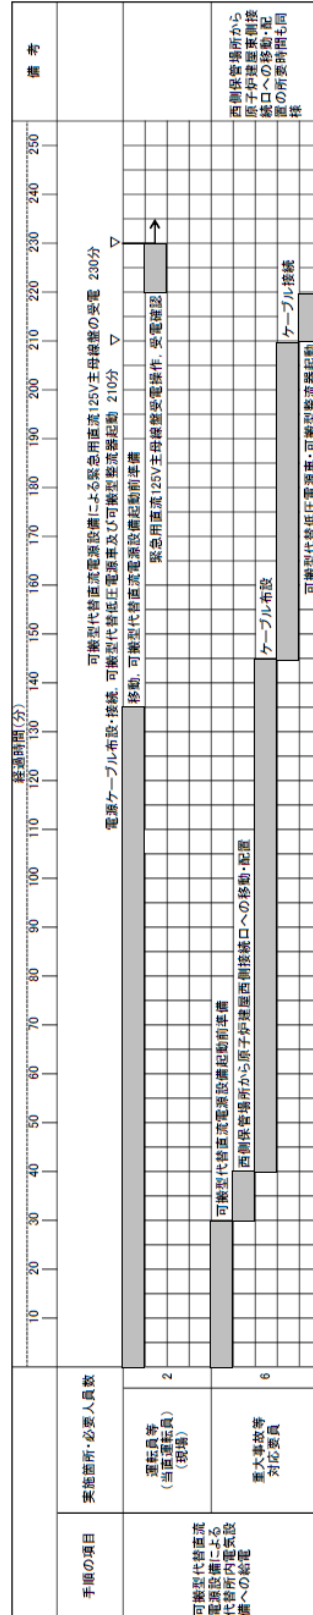 手順の項目
実施箇所・必要人員数
経過時間(分)
備考
10
20
30
40
50
60
70
80
90
100
110
120
130
140
150
160
170
180
190
200
210
220
230
240
250
可搬型代替直流電源設備による緊急用直流125V主母線盤の受電 230分
電源ケーブル布設・接続, 可搬型代替低圧電源車及び可搬型整流器起動 210分
可搬型代替直流
電源設備による
代替所内電気設
備への給電
運転員等
(当直運転員)
(現場)
2
移動, 可搬型代替直流電源設備起動前準備
緊急用直流125V主母線盤受電操作, 受電確認
重大事故等
対応要員
6
可搬型代替直流電源設備起動前準備
西側保管場所から原子炉建屋西側接続口への移動・配置
ケーブル布設
ケーブル接続
可搬型代替低圧電源車・可搬型整流器起動
西側保管場所から
原子炉建屋東側接
続口への移動・配
置の所要時間も同
様